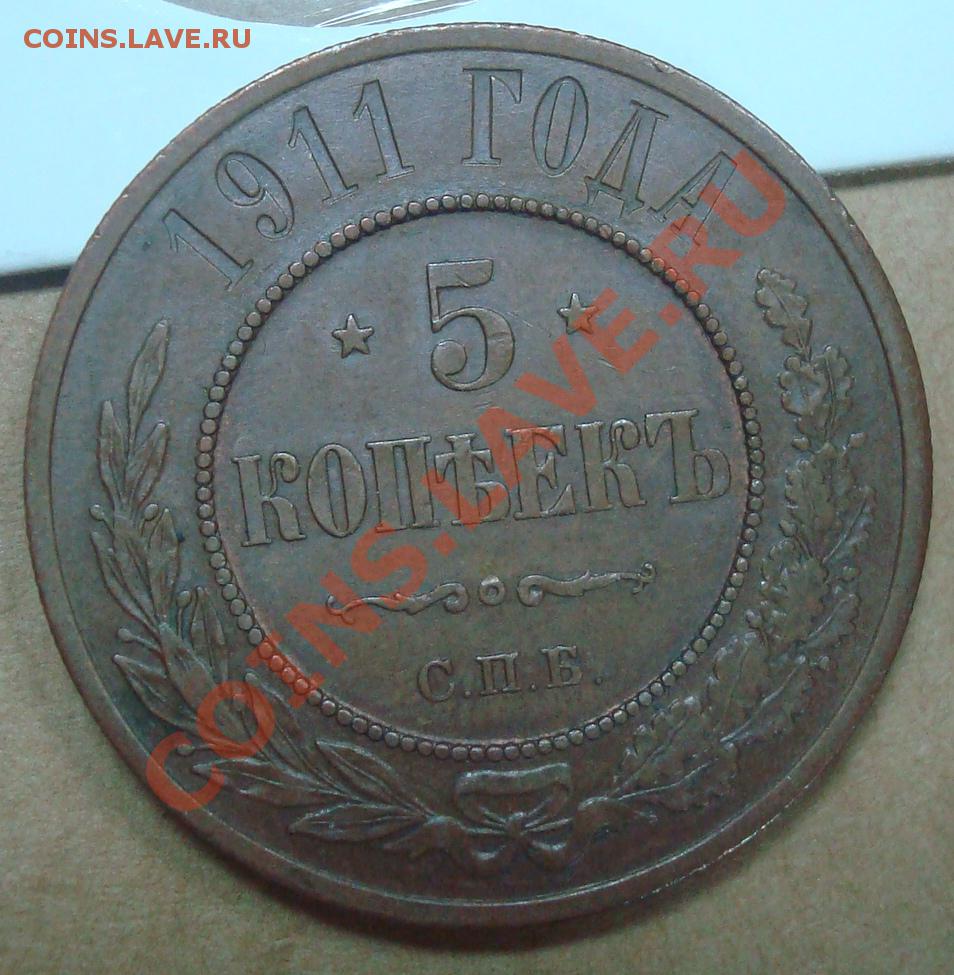 COINS.LAVE.RU
1911 ГОДА
5
КОПѢЕКЪ
С.П.Б.
COINS.LAVE.RU